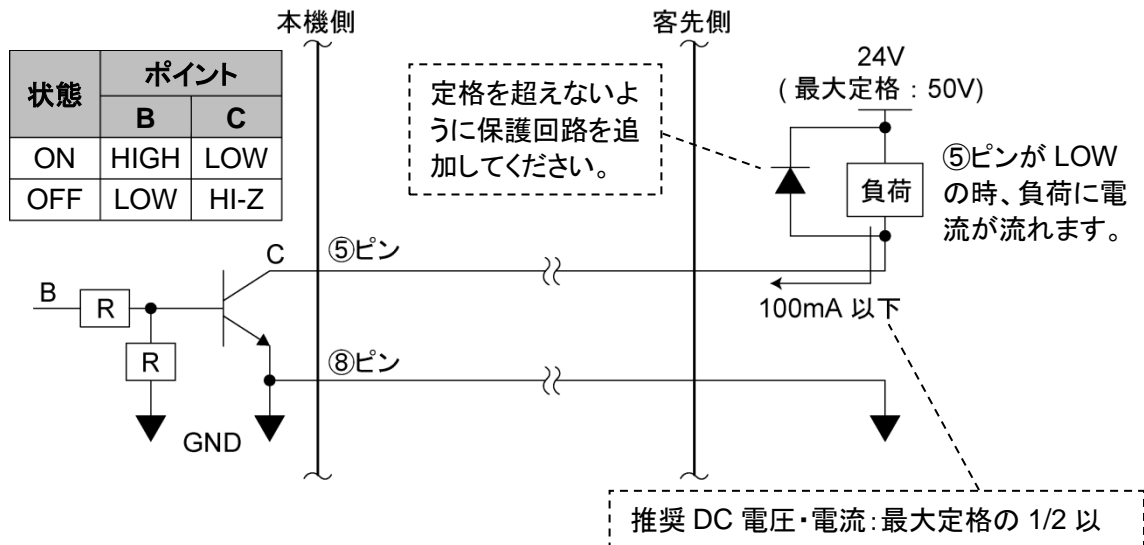 本機側
客先側
状態 ポイント
B C
ON HIGH LOW
OFF LOW HI-Z
定格を超えないよ
うに保護回路を追
加してください。
24V
(最大定格：50V)
負荷
⑤ピンが LOW
の時、負荷に電
流が流れます。
C
⑤ピン
B
R
R
100mA 以下
⑧ピン
GND
推奨 DC 電圧・電流：最大定格の 1/2 以